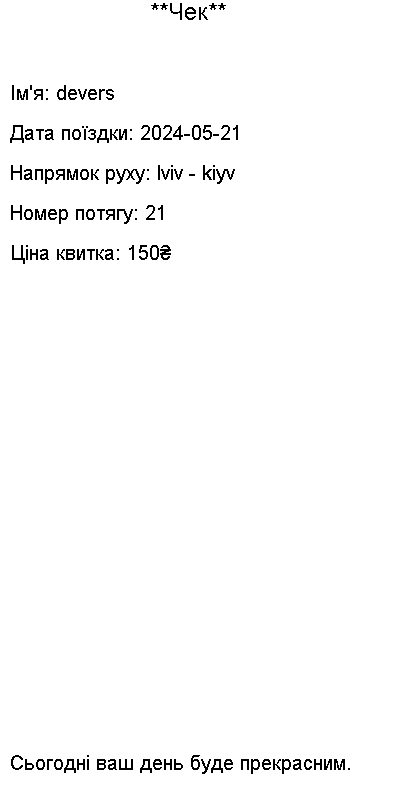 **Чек**
Ім'я: devers
Дата поїздки: 2024-05-21
Напрямок руху: lviv - kiyv
Номер потягу: 21
Ціна квитка: 150₴
Сьогодні ваш день буде прекрасним.